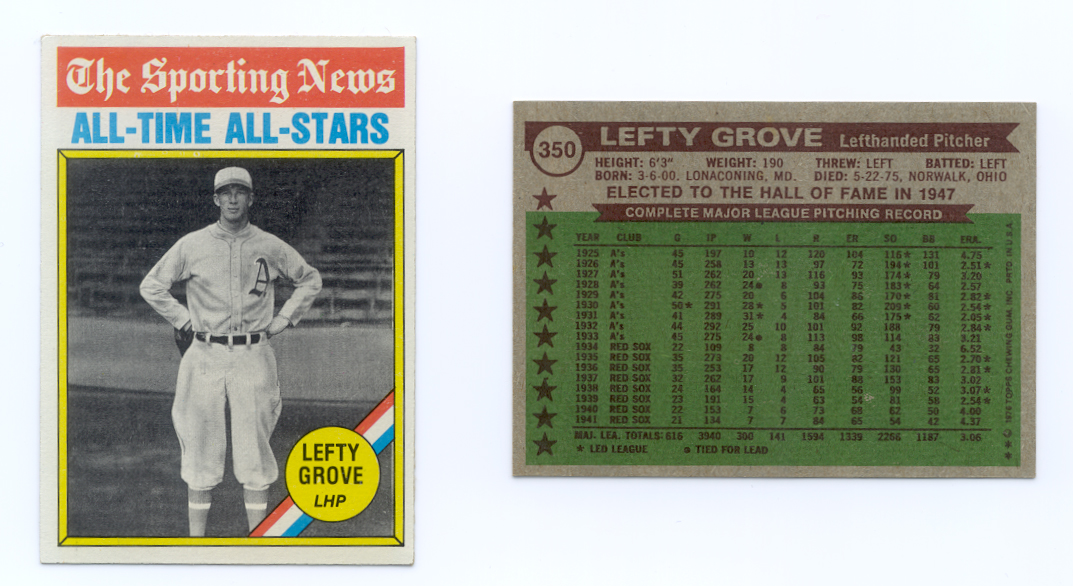 The Sporting News
ALL-TIME ALL-STARS
A
LEFTY
GROVE
LHP
350
LEFTY GROVE Lefthanded Pitcher
HEIGHT: 6'3" WEIGHT: 190 THREW: LEFT BATTED: LEFT
BORN: 3-6-00. LONACONING, MD. DIED: 5-22-75, NORWALK, OHIO
ELECTED TO THE HALL OF FAME IN 1947
COMPLETE MAJOR LEAGUE PITCHING RECORD
YEAR CLUB G IP W L R ER SO BB ERA.
1925 A's 45 197 10 12 120 104 116* 131 4.75
1926 A's 45 258 13 13 97 72 194* 101 2.51*
1927 A's 51 262 20 13 116 93 174* 79 3.20
1928 A's 39 262 24● 8 93 75 183* 64 2.57
1929 A's 42 275 20 6 104 86 170* 81 2.82*
1930 A's 50* 291 28* 5 101 82 209* 60 2.54*
1931 A's 41 289 31* 4 84 66 175* 62 2.05*
1932 A's 44 292 25 10 101 92 188 79 2.84*
1933 A's 45 275 24● 8 113 98 114 83 3.21
1934 RED SOX 22 109 8 8 84 79 43 32 6.52
1935 RED SOX 35 273 20 12 105 82 121 65 2.70*
1936 RED SOX 35 253 17 12 90 79 130 65 2.81*
1937 RED SOX 32 262 17 9 101 88 153 83 3.02
1938 RED SOX 24 164 14 4 65 56 99 52 3.07*
1939 RED SOX 23 191 15 4 63 54 81 58 2.54*
1940 RED SOX 22 153 7 6 73 68 62 50 4.00
1941 RED SOX 21 134 7 7 84 65 54 42 4.37
MAJ. LEA. TOTALS: 616 3940 300 141 1594 1339 2266 1187 3.06
* LED LEAGUE ● TIED FOR LEAD
** © 1976 TOPPS CHEWING GUM, INC. PRTD. IN U.S.A.